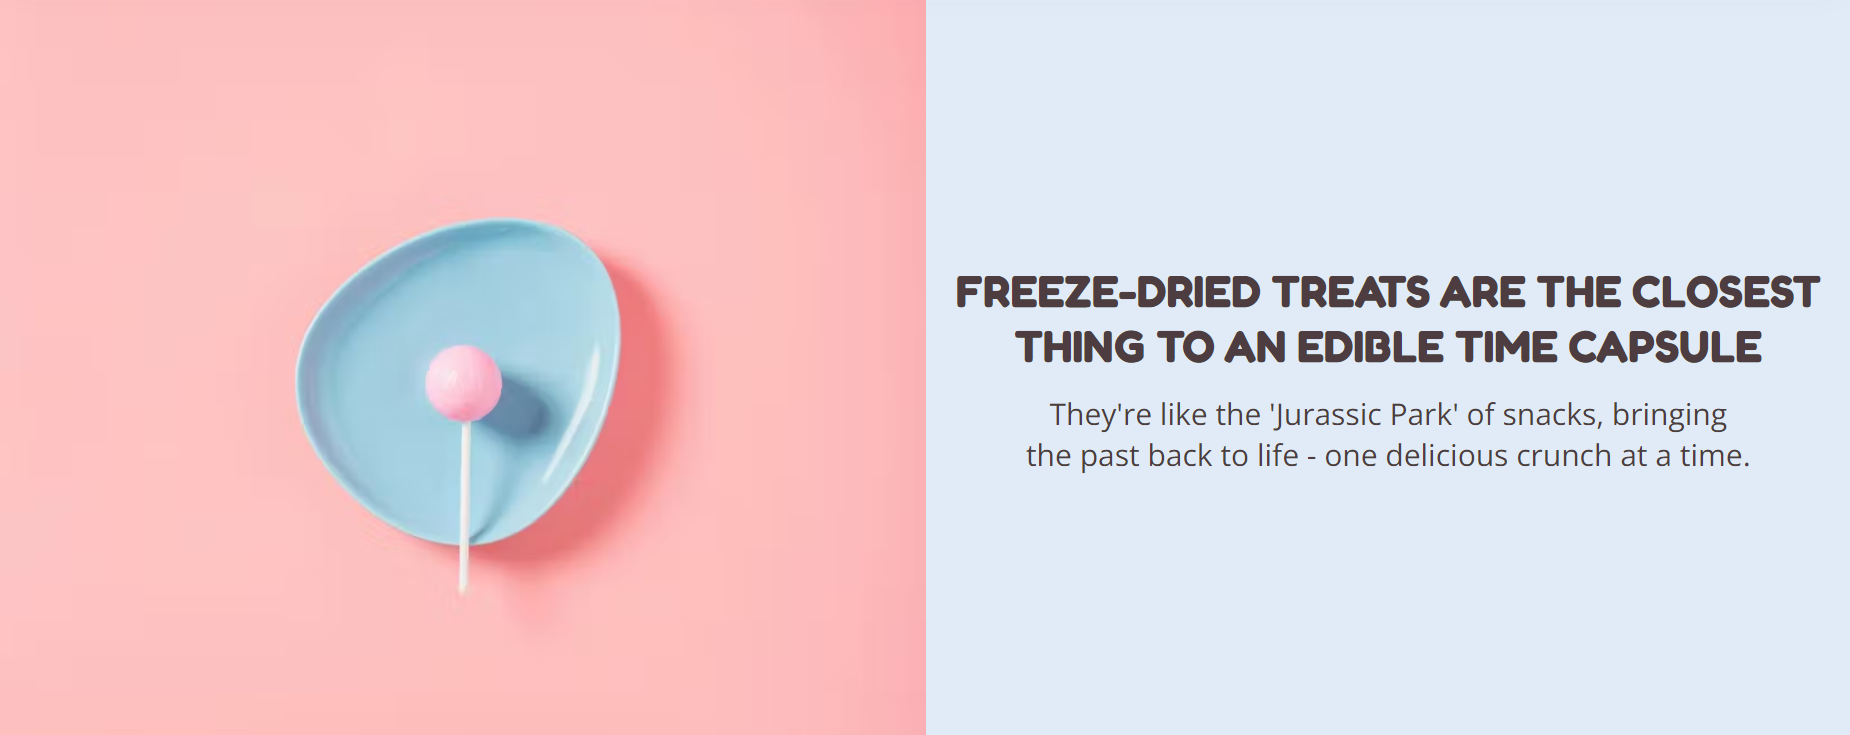 FREEZE-DRIED TREATS ARE THE CLOSEST
THING TO AN EDIBLE TIME CAPSULE
They're like the 'Jurassic Park' of snacks, bringing
the past back to life - one delicious crunch at a time.